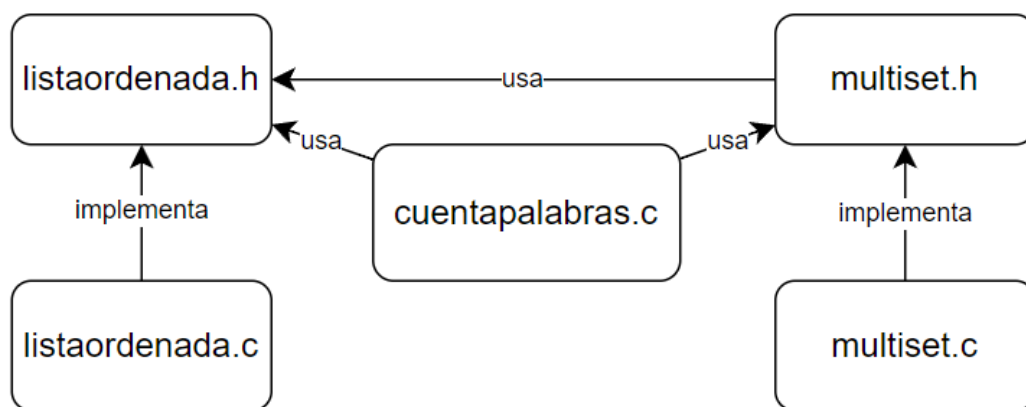 listaordenada.h
usa
multiset.h
usa
usa
cuentapalabras.c
implementa
implementa
listaordenada.c
multiset.c